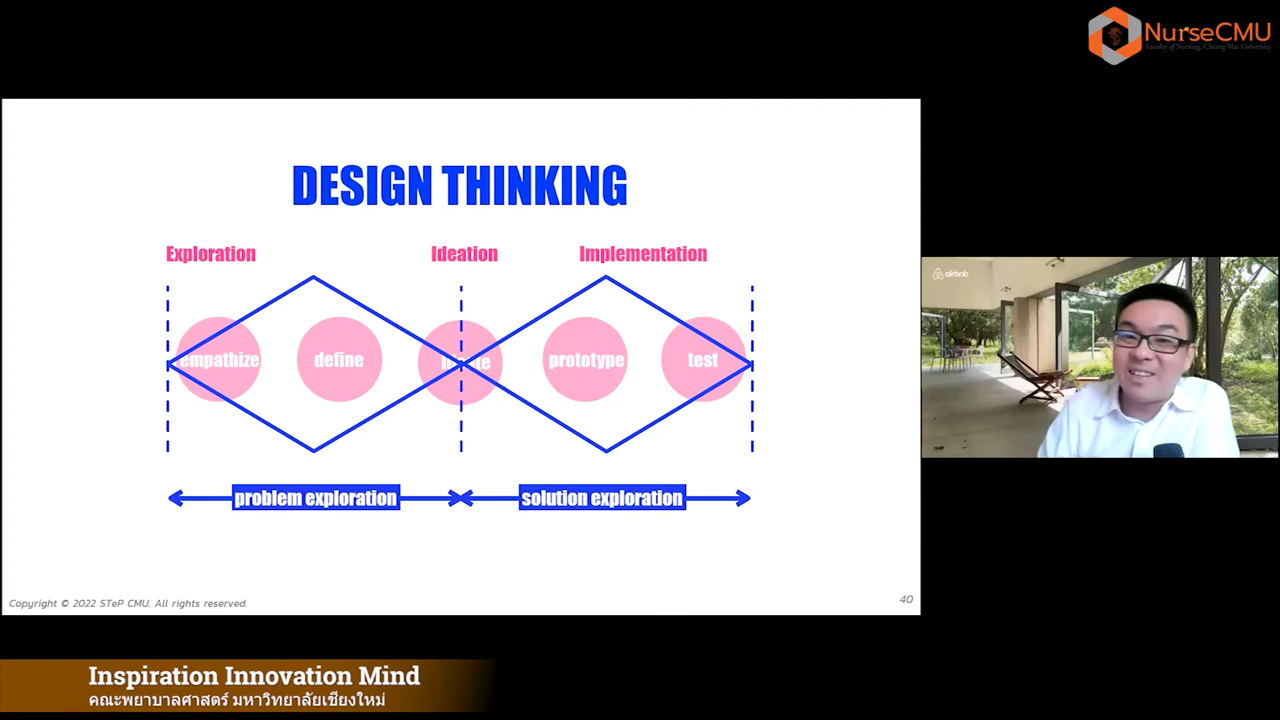 NurseCMU
Faculty of Nursing, Chiang Mai University
DESIGN THINKING
Exploration
Ideation
Implementation
airbnb
empathize
define
prototype
test
problem exploration
solution exploration
Copyright © 2022 STeP CMU. All rights reserved.
40
Inspiration Innovation Mind
คณะพยาบาลศาสตร์ มหาวิทยาลัยเชียงใหม่